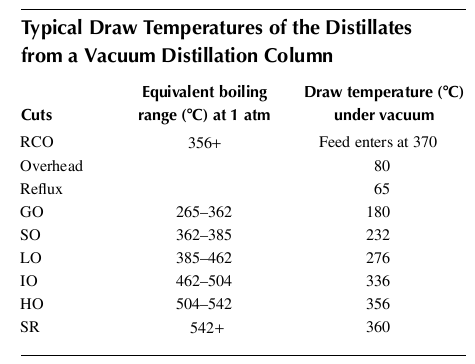 Typical Draw Temperatures of the Distillates
from a Vacuum Distillation Column
Equivalent boiling Draw temperature (°C)
Cuts range (°C) at 1 atm under vacuum
RCO 356+ Feed enters at 370
Overhead 80
Reflux 65
GO 265–362 180
SO 362–385 232
LO 385–462 276
IO 462–504 336
HO 504–542 356
SR 542+ 360